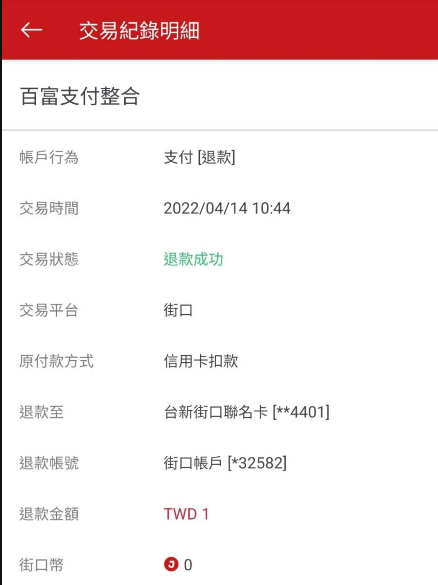 交易紀錄明細
百富支付整合
帳戶行為 支付 [退款]
交易時間 2022/04/14 10:44
交易狀態 退款成功
交易平台 街口
原付款方式 信用卡扣款
退款至 台新街口聯名卡 [**4401]
退款帳號 街口帳戶 [*32582]
退款金額 TWD 1
街口幣 J 0